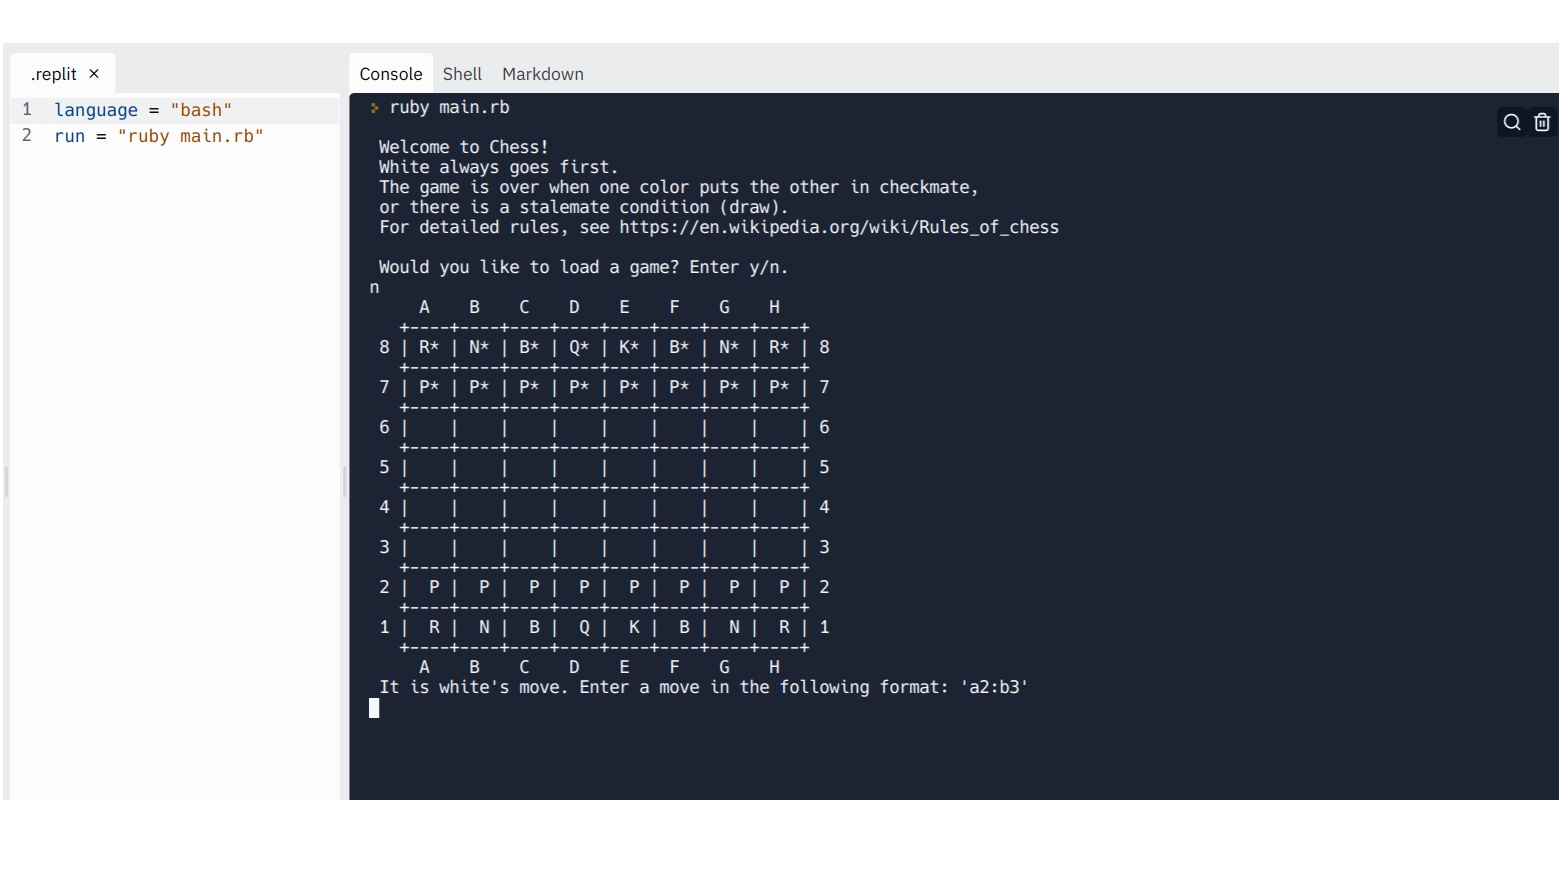 .replit ×
1 language = "bash"
2 run = "ruby main.rb"
Console Shell Markdown
ruby main.rb
Welcome to Chess!
White always goes first.
The game is over when one color puts the other in checkmate,
or there is a stalemate condition (draw).
For detailed rules, see https://en.wikipedia.org/wiki/Rules_of_chess
Would you like to load a game? Enter y/n.
n
     A    B    C    D    E    F    G    H
   +----+----+----+----+----+----+----+----+
 8 | R* | N* | B* | Q* | K* | B* | N* | R* | 8
   +----+----+----+----+----+----+----+----+
 7 | P* | P* | P* | P* | P* | P* | P* | P* | 7
   +----+----+----+----+----+----+----+----+
 6 |    |    |    |    |    |    |    |    | 6
   +----+----+----+----+----+----+----+----+
 5 |    |    |    |    |    |    |    |    | 5
   +----+----+----+----+----+----+----+----+
 4 |    |    |    |    |    |    |    |    | 4
   +----+----+----+----+----+----+----+----+
 3 |    |    |    |    |    |    |    |    | 3
   +----+----+----+----+----+----+----+----+
 2 |  P |  P |  P |  P |  P |  P |  P |  P | 2
   +----+----+----+----+----+----+----+----+
 1 |  R |  N |  B |  Q |  K |  B |  N |  R | 1
   +----+----+----+----+----+----+----+----+
     A    B    C    D    E    F    G    H
It is white's move. Enter a move in the following format: 'a2:b3'